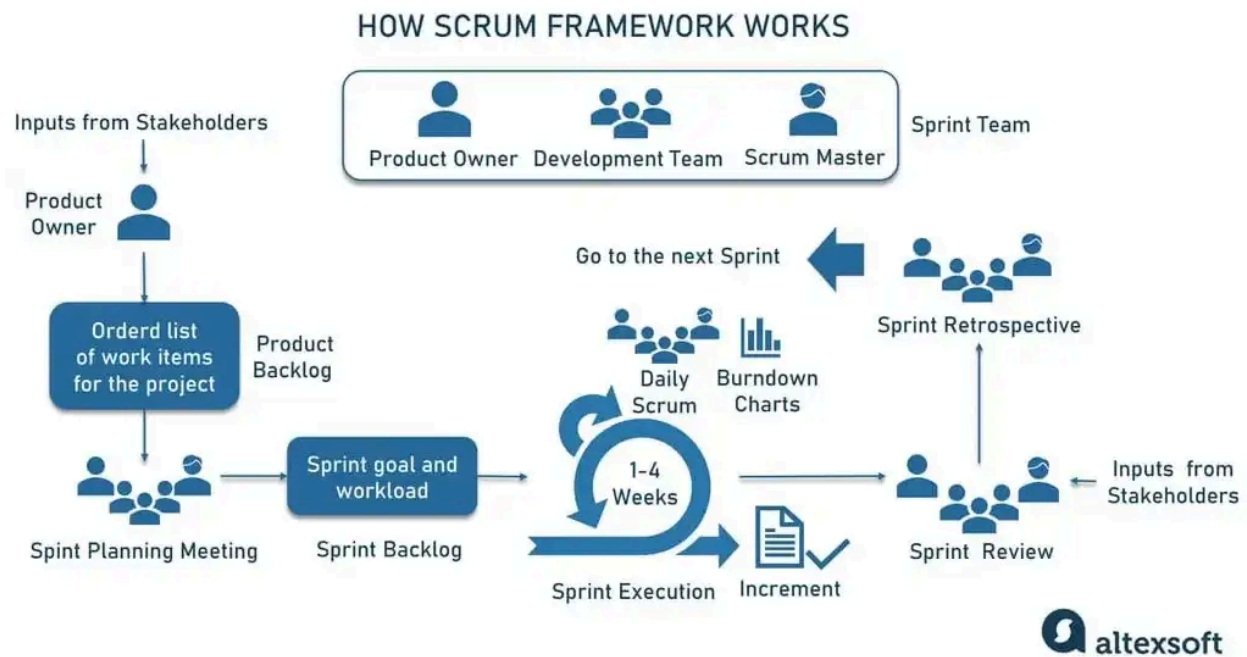 HOW SCRUM FRAMEWORK WORKS
Product Owner
Development Team
Scrum Master
Sprint Team
Inputs from Stakeholders
Product
Owner
Orderd list
of work items
for the project
Product
Backlog
Spint Planning Meeting
Sprint goal and
workload
Sprint Backlog
Daily
Scrum
Burndown
Charts
1-4
Weeks
Sprint Execution
Increment
Inputs from
Stakeholders
Sprint Review
Sprint Retrospective
Go to the next Sprint
altexsoft